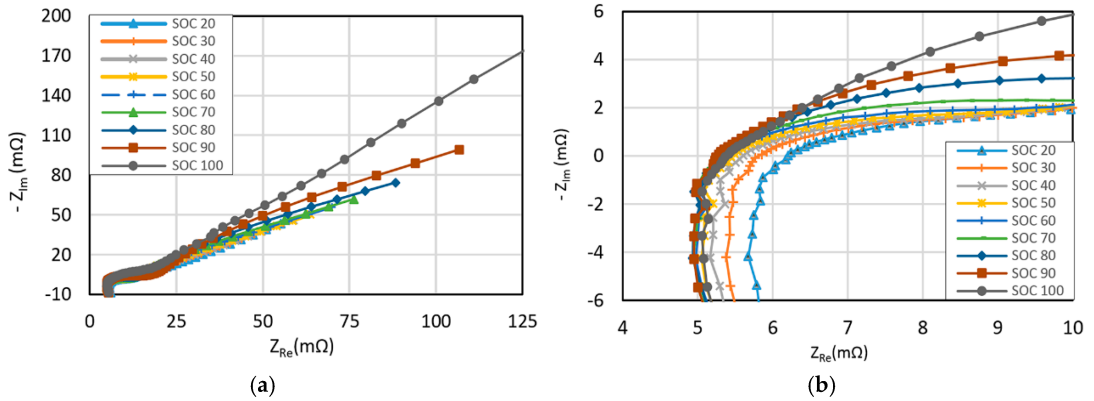 (a)
- Z_Im (mΩ)
200
170
140
110
80
50
20
-10
SOC 20
SOC 30
SOC 40
SOC 50
SOC 60
SOC 70
SOC 80
SOC 90
SOC 100
0 25 50 75 100 125
Z_Re(mΩ)
(a)
(b)
- Z_Im (mΩ)
6
4
2
0
-2
-4
-6
SOC 20
SOC 30
SOC 40
SOC 50
SOC 60
SOC 70
SOC 80
SOC 90
SOC 100
4 5 6 7 8 9 10
Z_Re(mΩ)
(b)